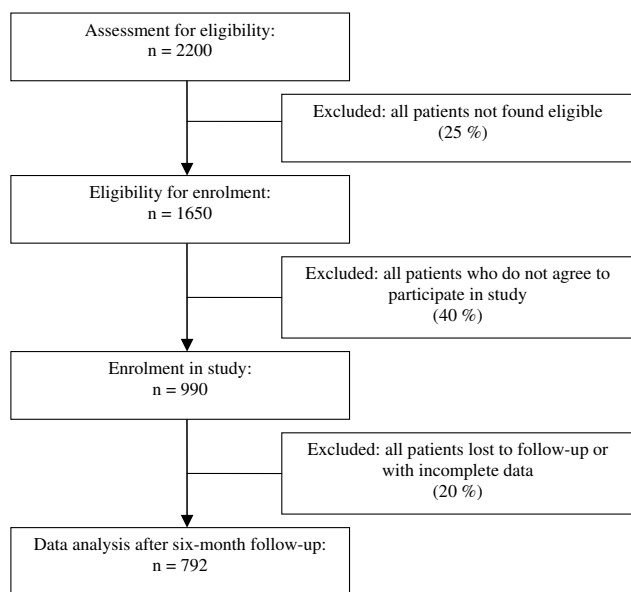 Assessment for eligibility:
n = 2200
Excluded: all patients not found eligible
(25 %)
Eligibility for enrolment:
n = 1650
Excluded: all patients who do not agree to
participate in study
(40 %)
Enrolment in study:
n = 990
Excluded: all patients lost to follow-up or
with incomplete data
(20 %)
Data analysis after six-month follow-up:
n = 792